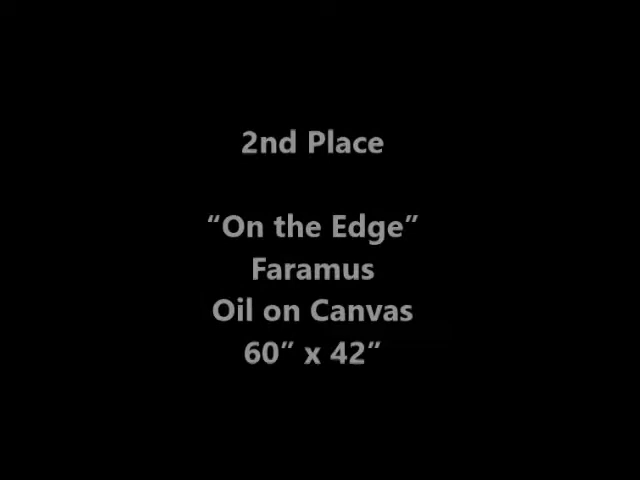 2nd Place
“On the Edge”
Faramus
Oil on Canvas
60” x 42”